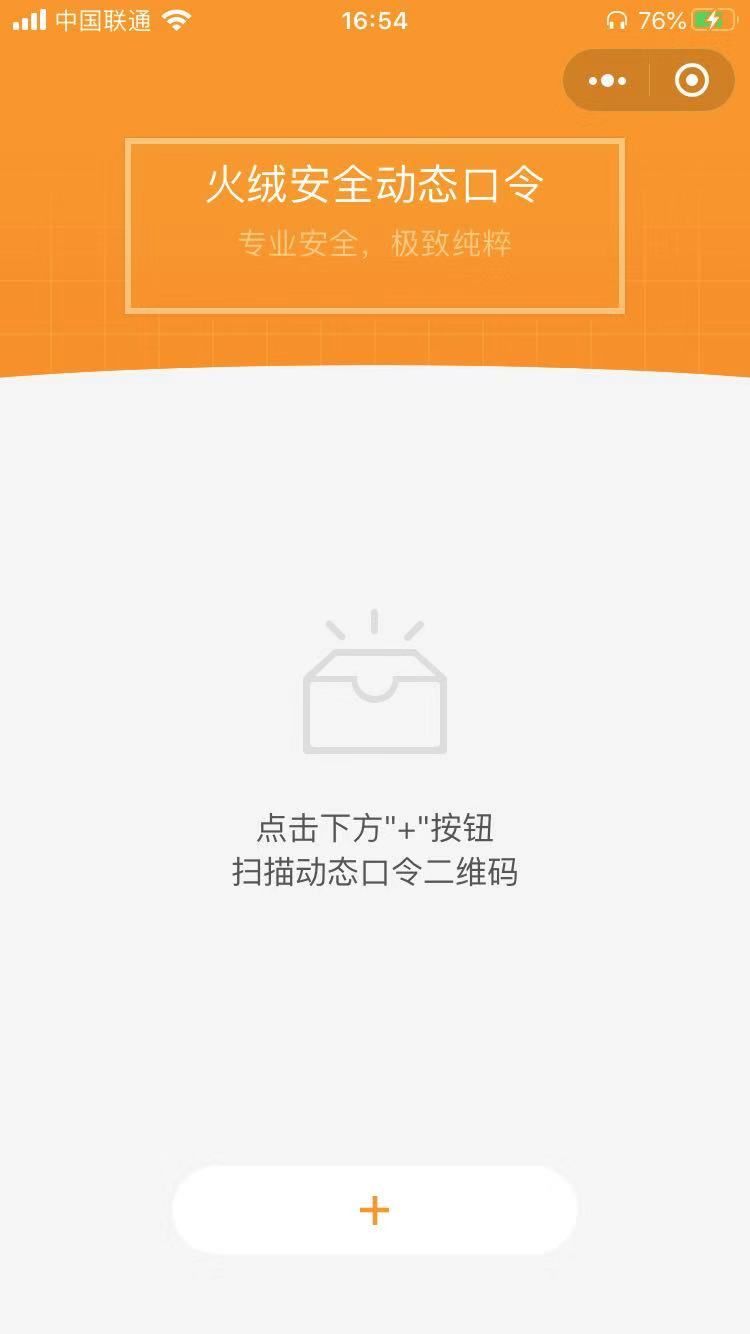 中国联通 16:54 76%
火绒安全动态口令
专业安全，极致纯粹
点击下方"+"按钮
扫描动态口令二维码
+